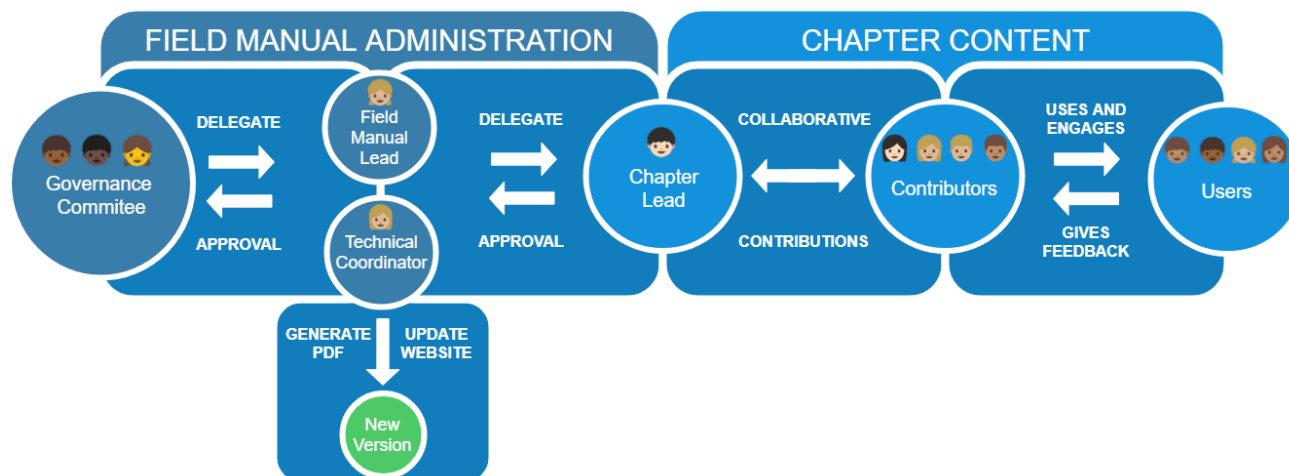 FIELD MANUAL ADMINISTRATION
CHAPTER CONTENT
Governance
Commitee
DELEGATE
APPROVAL
Field
Manual
Lead
Technical
Coordinator
DELEGATE
APPROVAL
Chapter
Lead
COLLABORATIVE
CONTRIBUTIONS
Contributors
USES AND
ENGAGES
GIVES
FEEDBACK
Users
GENERATE
PDF
UPDATE
WEBSITE
New
Version